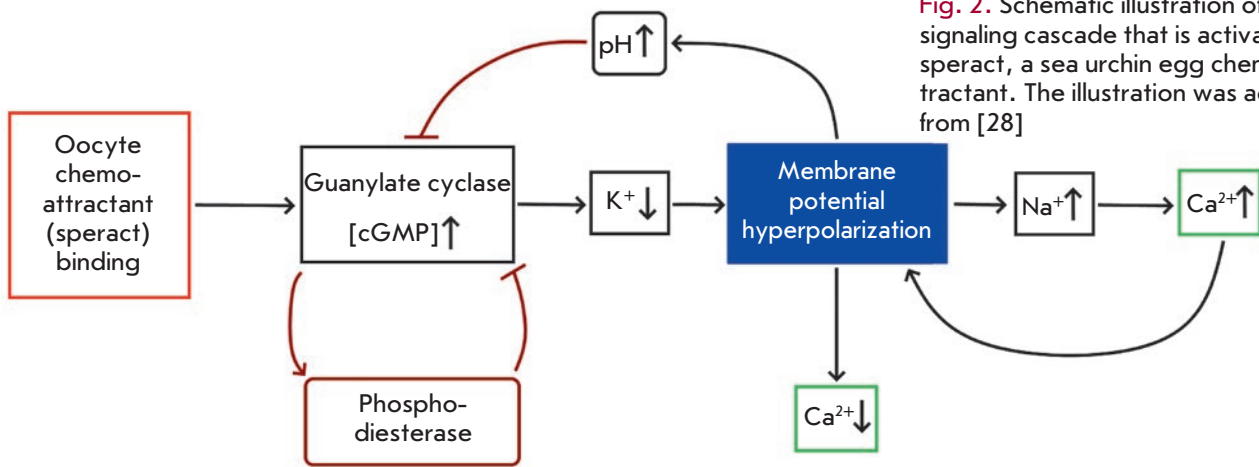 Fig. 2. Schematic illustration of
signaling cascade that is activa
speract, a sea urchin egg chem
tractant. The illustration was a
from [28]
pH↑
Oocyte
chemo-
attractant
(speract)
binding
Guanylate cyclase
[cGMP]↑
K⁺↓
Membrane
potential
hyperpolarization
Na⁺↑
Ca²⁺↑
Phospho-
diesterase
Ca²⁺↓